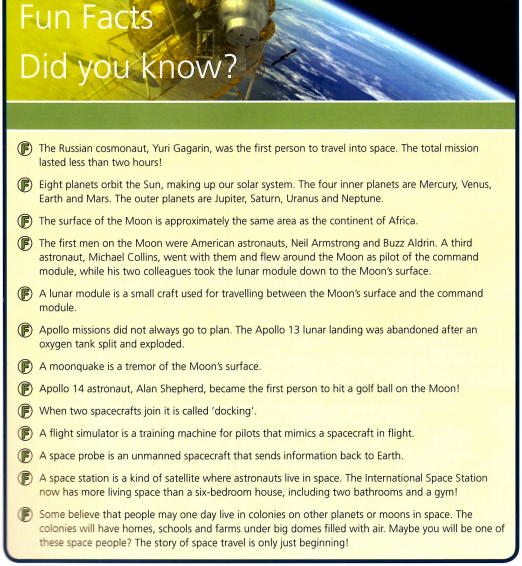 Fun Facts
Did you know?
F The Russian cosmonaut, Yuri Gagarin, was the first person to travel into space. The total mission
lasted less than two hours!
F Eight planets orbit the Sun, making up our solar system. The four inner planets are Mercury, Venus,
Earth and Mars. The outer planets are Jupiter, Saturn, Uranus and Neptune.
F The surface of the Moon is approximately the same area as the continent of Africa.
F The first men on the Moon were American astronauts, Neil Armstrong and Buzz Aldrin. A third
astronaut, Michael Collins, went with them and flew around the Moon as pilot of the command
module, while his two colleagues took the lunar module down to the Moon's surface.
F A lunar module is a small craft used for travelling between the Moon's surface and the command
module.
F Apollo missions did not always go to plan. The Apollo 13 lunar landing was abandoned after an
oxygen tank split and exploded.
F A moonquake is a tremor of the Moon's surface.
F Apollo 14 astronaut, Alan Shepherd, became the first person to hit a golf ball on the Moon!
F When two spacecrafts join it is called 'docking'.
F A flight simulator is a training machine for pilots that mimics a spacecraft in flight.
F A space probe is an unmanned spacecraft that sends information back to Earth.
F A space station is a kind of satellite where astronauts live in space. The International Space Station
now has more living space than a six-bedroom house, including two bathrooms and a gym!
F Some believe that people may one day live in colonies on other planets or moons in space. The
colonies will have homes, schools and farms under big domes filled with air. Maybe you will be one of
these space people? The story of space travel is only just beginning!